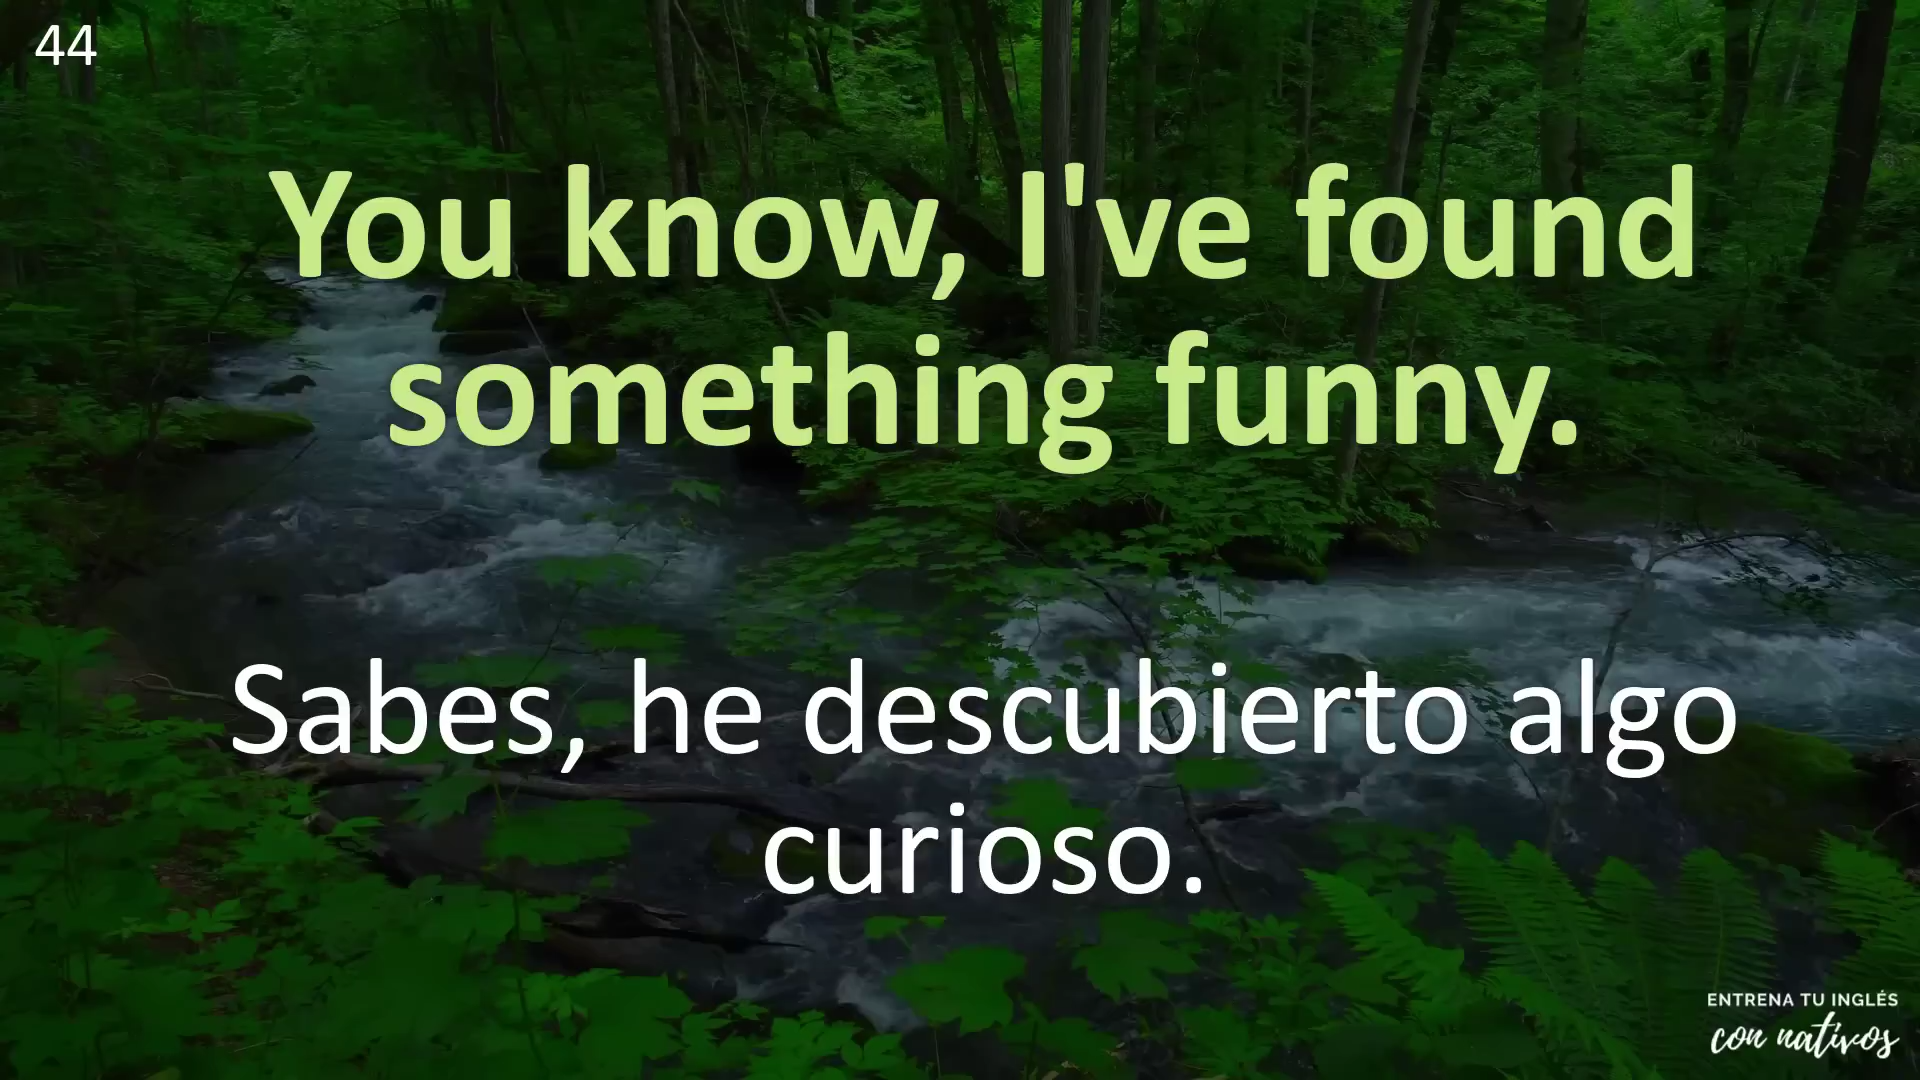 44
You know, I've found
something funny.
Sabes, he descubierto algo
curioso.
ENTRENA TU INGLÉS
con nativos